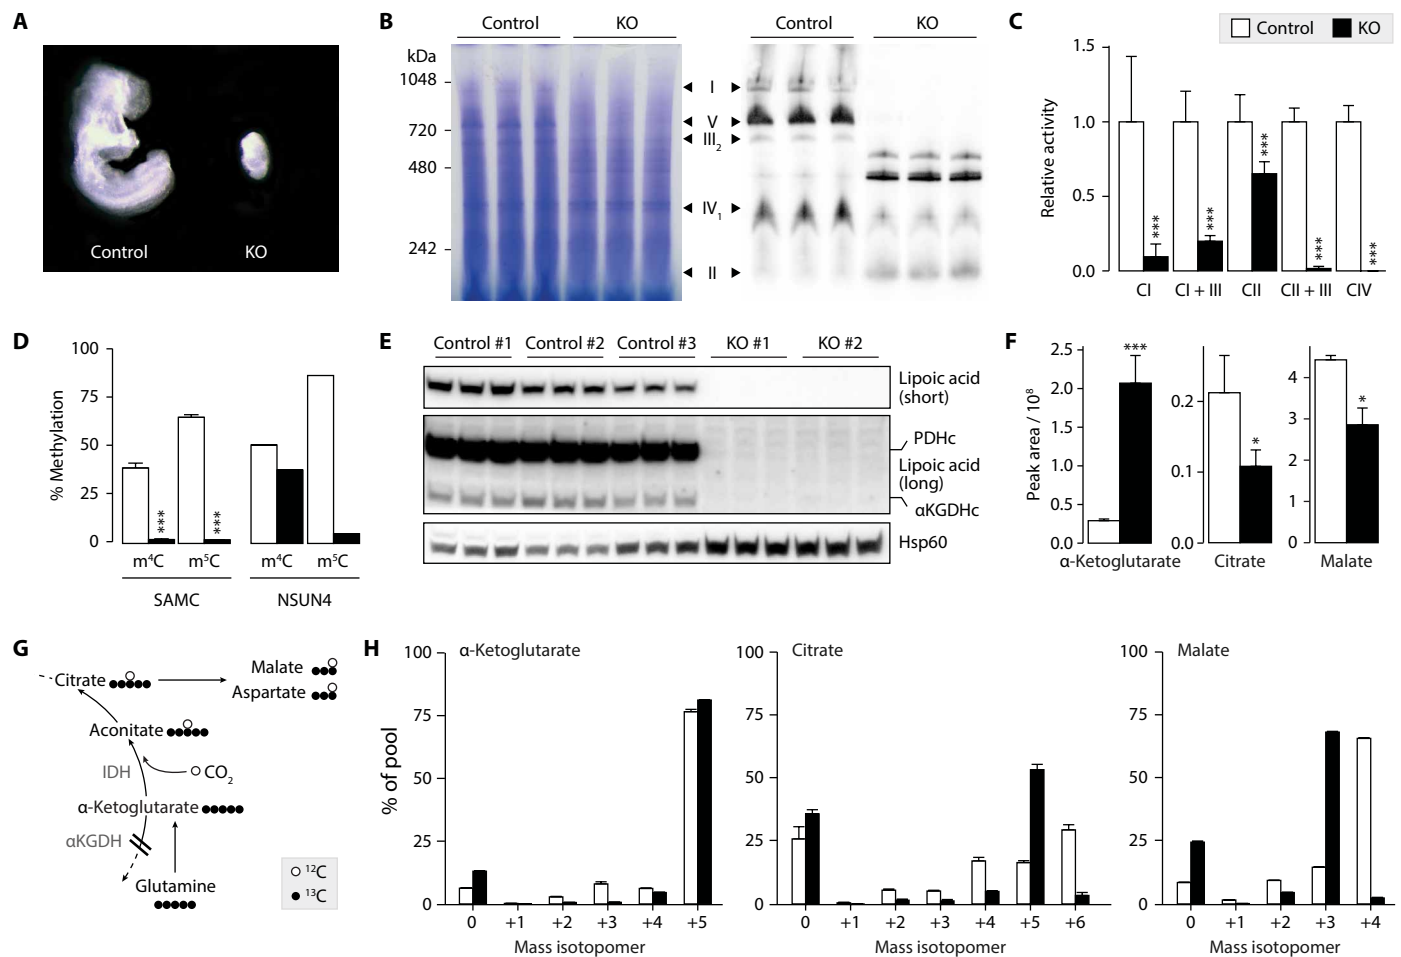 A
Control
KO
B
Control
KO
Control
KO
kDa
1048
720
480
242
I
V
III2
IV1
II
C
Control
KO
Relative activity
1.5
1.0
0.5
0.0
***
***
***
***
***
CI
CI + III
CII
CII + III
CIV
D
% Methylation
100
75
50
25
0
***
***
m4C
m5C
m4C
m5C
SAMC
NSUN4
E
Control #1
Control #2
Control #3
KO #1
KO #2
Lipoic acid
(short)
PDHc
Lipoic acid
(long)
αKGDHc
Hsp60
F
Peak area / 10⁸
2.5
2.0
1.5
1.0
0.5
0.0
***
α-Ketoglutarate
0.2
0.1
0.0
*
Citrate
4
3
2
1
0
*
Malate
G
Citrate
Malate
Aspartate
Aconitate
IDH
CO2
α-Ketoglutarate
αKGDH
Glutamine
12C
13C
H
% of pool
α-Ketoglutarate
100
75
50
25
0
0 +1 +2 +3 +4 +5
Mass isotopomer
Citrate
100
75
50
25
0
0 +1 +2 +3 +4 +5 +6
Mass isotopomer
Malate
100
75
50
25
0
0 +1 +2 +3 +4
Mass isotopomer